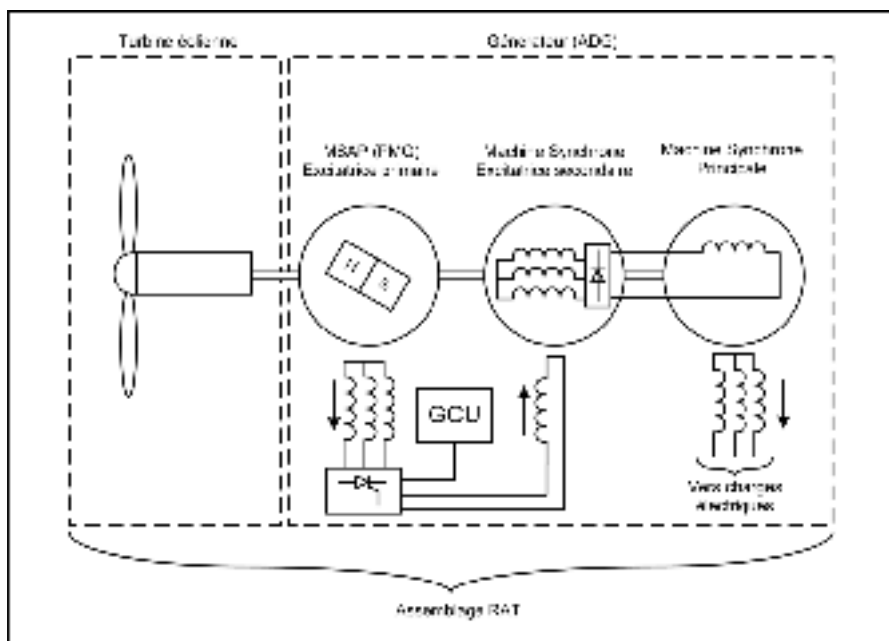 Turbine éolienne
Générateur (ADG)
MSAP (PMG)
Excitatrice primaire
Machine Synchrone
Excitatrice secondaire
Machine Synchrone
Principale
N
S
GCU
Vers charges
électriques
Assemblage RAT